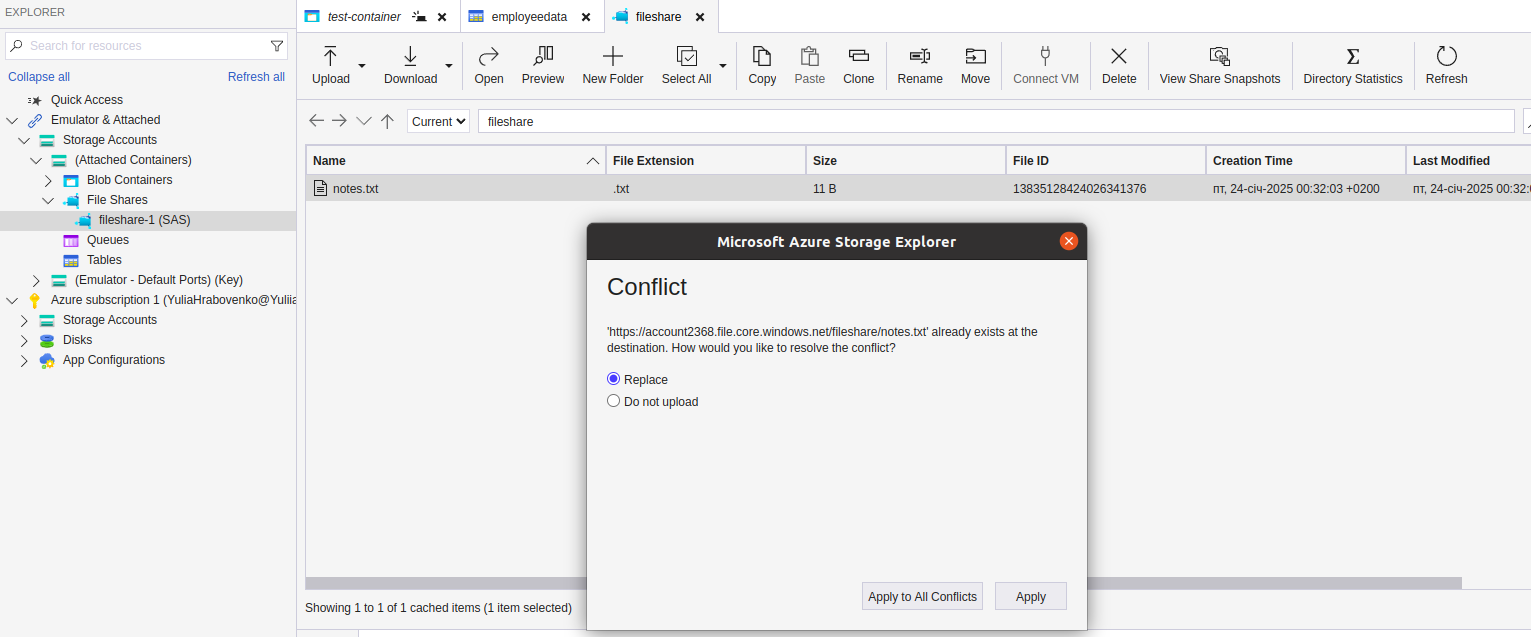 EXPLORER
Search for resources
Collapse all Refresh all
Quick Access
Emulator & Attached
Storage Accounts
(Attached Containers)
Blob Containers
File Shares
fileshare-1 (SAS)
Queues
Tables
(Emulator - Default Ports) (Key)
Azure subscription 1 (YuliaHrabovenko@Yuliia
Storage Accounts
Disks
App Configurations
test-container employeedata fileshare
Upload Download Open Preview New Folder Select All Copy Paste Clone Rename Move Connect VM Delete View Share Snapshots Directory Statistics Refresh
Current fileshare
Name File Extension Size File ID Creation Time Last Modified
notes.txt .txt 11 B 13835128424026341376 пт, 24-січ-2025 00:32:03 +0200 пт, 24-січ-2025 00:32:
Microsoft Azure Storage Explorer
Conflict
'https://account2368.file.core.windows.net/fileshare/notes.txt' already exists at the
destination. How would you like to resolve the conflict?
Replace
Do not upload
Apply to All Conflicts Apply
Showing 1 to 1 of 1 cached items (1 item selected)